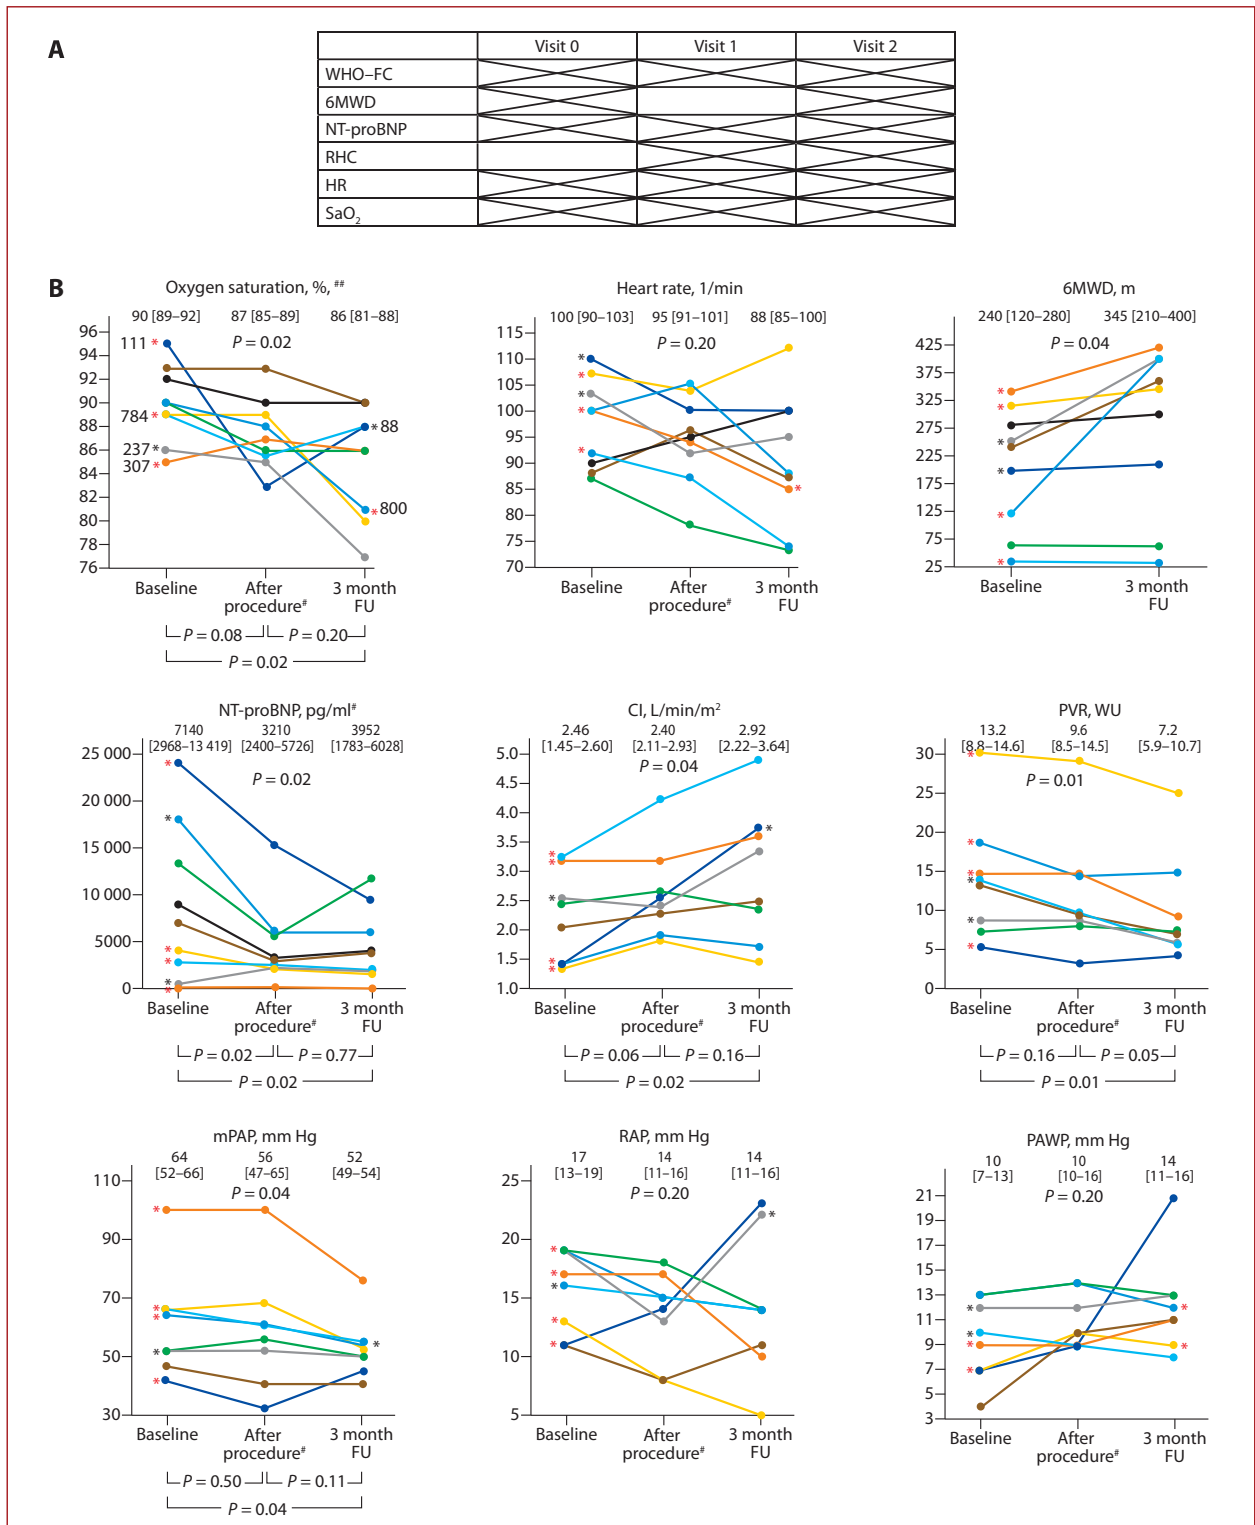 A
Visit 0 Visit 1 Visit 2
WHO–FC
6MWD
NT-proBNP
RHC
HR
SaO2
B
Oxygen saturation, %, ##
90 [89–92] 87 [85–89] 86 [81–88]
P = 0.02
96
94
92
90
88
86
84
82
80
78
76
111 *
784 *
237 *
307 *
* 88
* 800
Baseline After procedure# 3 month FU
P = 0.08 P = 0.20
P = 0.02
Heart rate, 1/min
100 [90–103] 95 [91–101] 88 [85–100]
P = 0.20
115
110
105
100
95
90
85
80
75
70
*
*
*
*
*
*
Baseline After procedure# 3 month FU
6MWD, m
240 [120–280] 345 [210–400]
P = 0.04
425
375
325
275
225
175
125
75
25
*
*
*
*
*
*
Baseline 3 month FU
NT-proBNP, pg/ml#
7140 3210 3952
[2968–13 419] [2400–5726] [1783–6028]
P = 0.02
25 000
20 000
15 000
10 000
5000
0
*
*
*
*
*
*
Baseline After procedure# 3 month FU
P = 0.02 P = 0.77
P = 0.02
CI, L/min/m2
2.46 2.40 2.92
[1.45–2.60] [2.11–2.93] [2.22–3.64]
P = 0.04
5.0
4.5
4.0
3.5
3.0
2.5
2.0
1.5
1.0
*
*
*
*
*
*
Baseline After procedure# 3 month FU
P = 0.06 P = 0.16
P = 0.02
PVR, WU
13.2 9.6 7.2
[8.8–14.6] [8.5–14.5] [5.9–10.7]
P = 0.01
30
25
20
15
10
5
0
*
*
*
*
*
*
Baseline After procedure# 3 month FU
P = 0.16 P = 0.05
P = 0.01
mPAP, mm Hg
64 56 52
[52–66] [47–65] [49–54]
P = 0.04
110
90
70
50
30
*
*
*
*
*
*
Baseline After procedure# 3 month FU
P = 0.50 P = 0.11
P = 0.04
RAP, mm Hg
17 14 14
[13–19] [11–16] [11–16]
P = 0.20
25
20
15
10
5
*
*
*
*
*
*
Baseline After procedure# 3 month FU
PAWP, mm Hg
10 10 14
[7–13] [10–16] [11–16]
P = 0.20
21
19
17
15
13
11
9
7
5
3
*
*
*
*
*
*
Baseline After procedure# 3 month FU